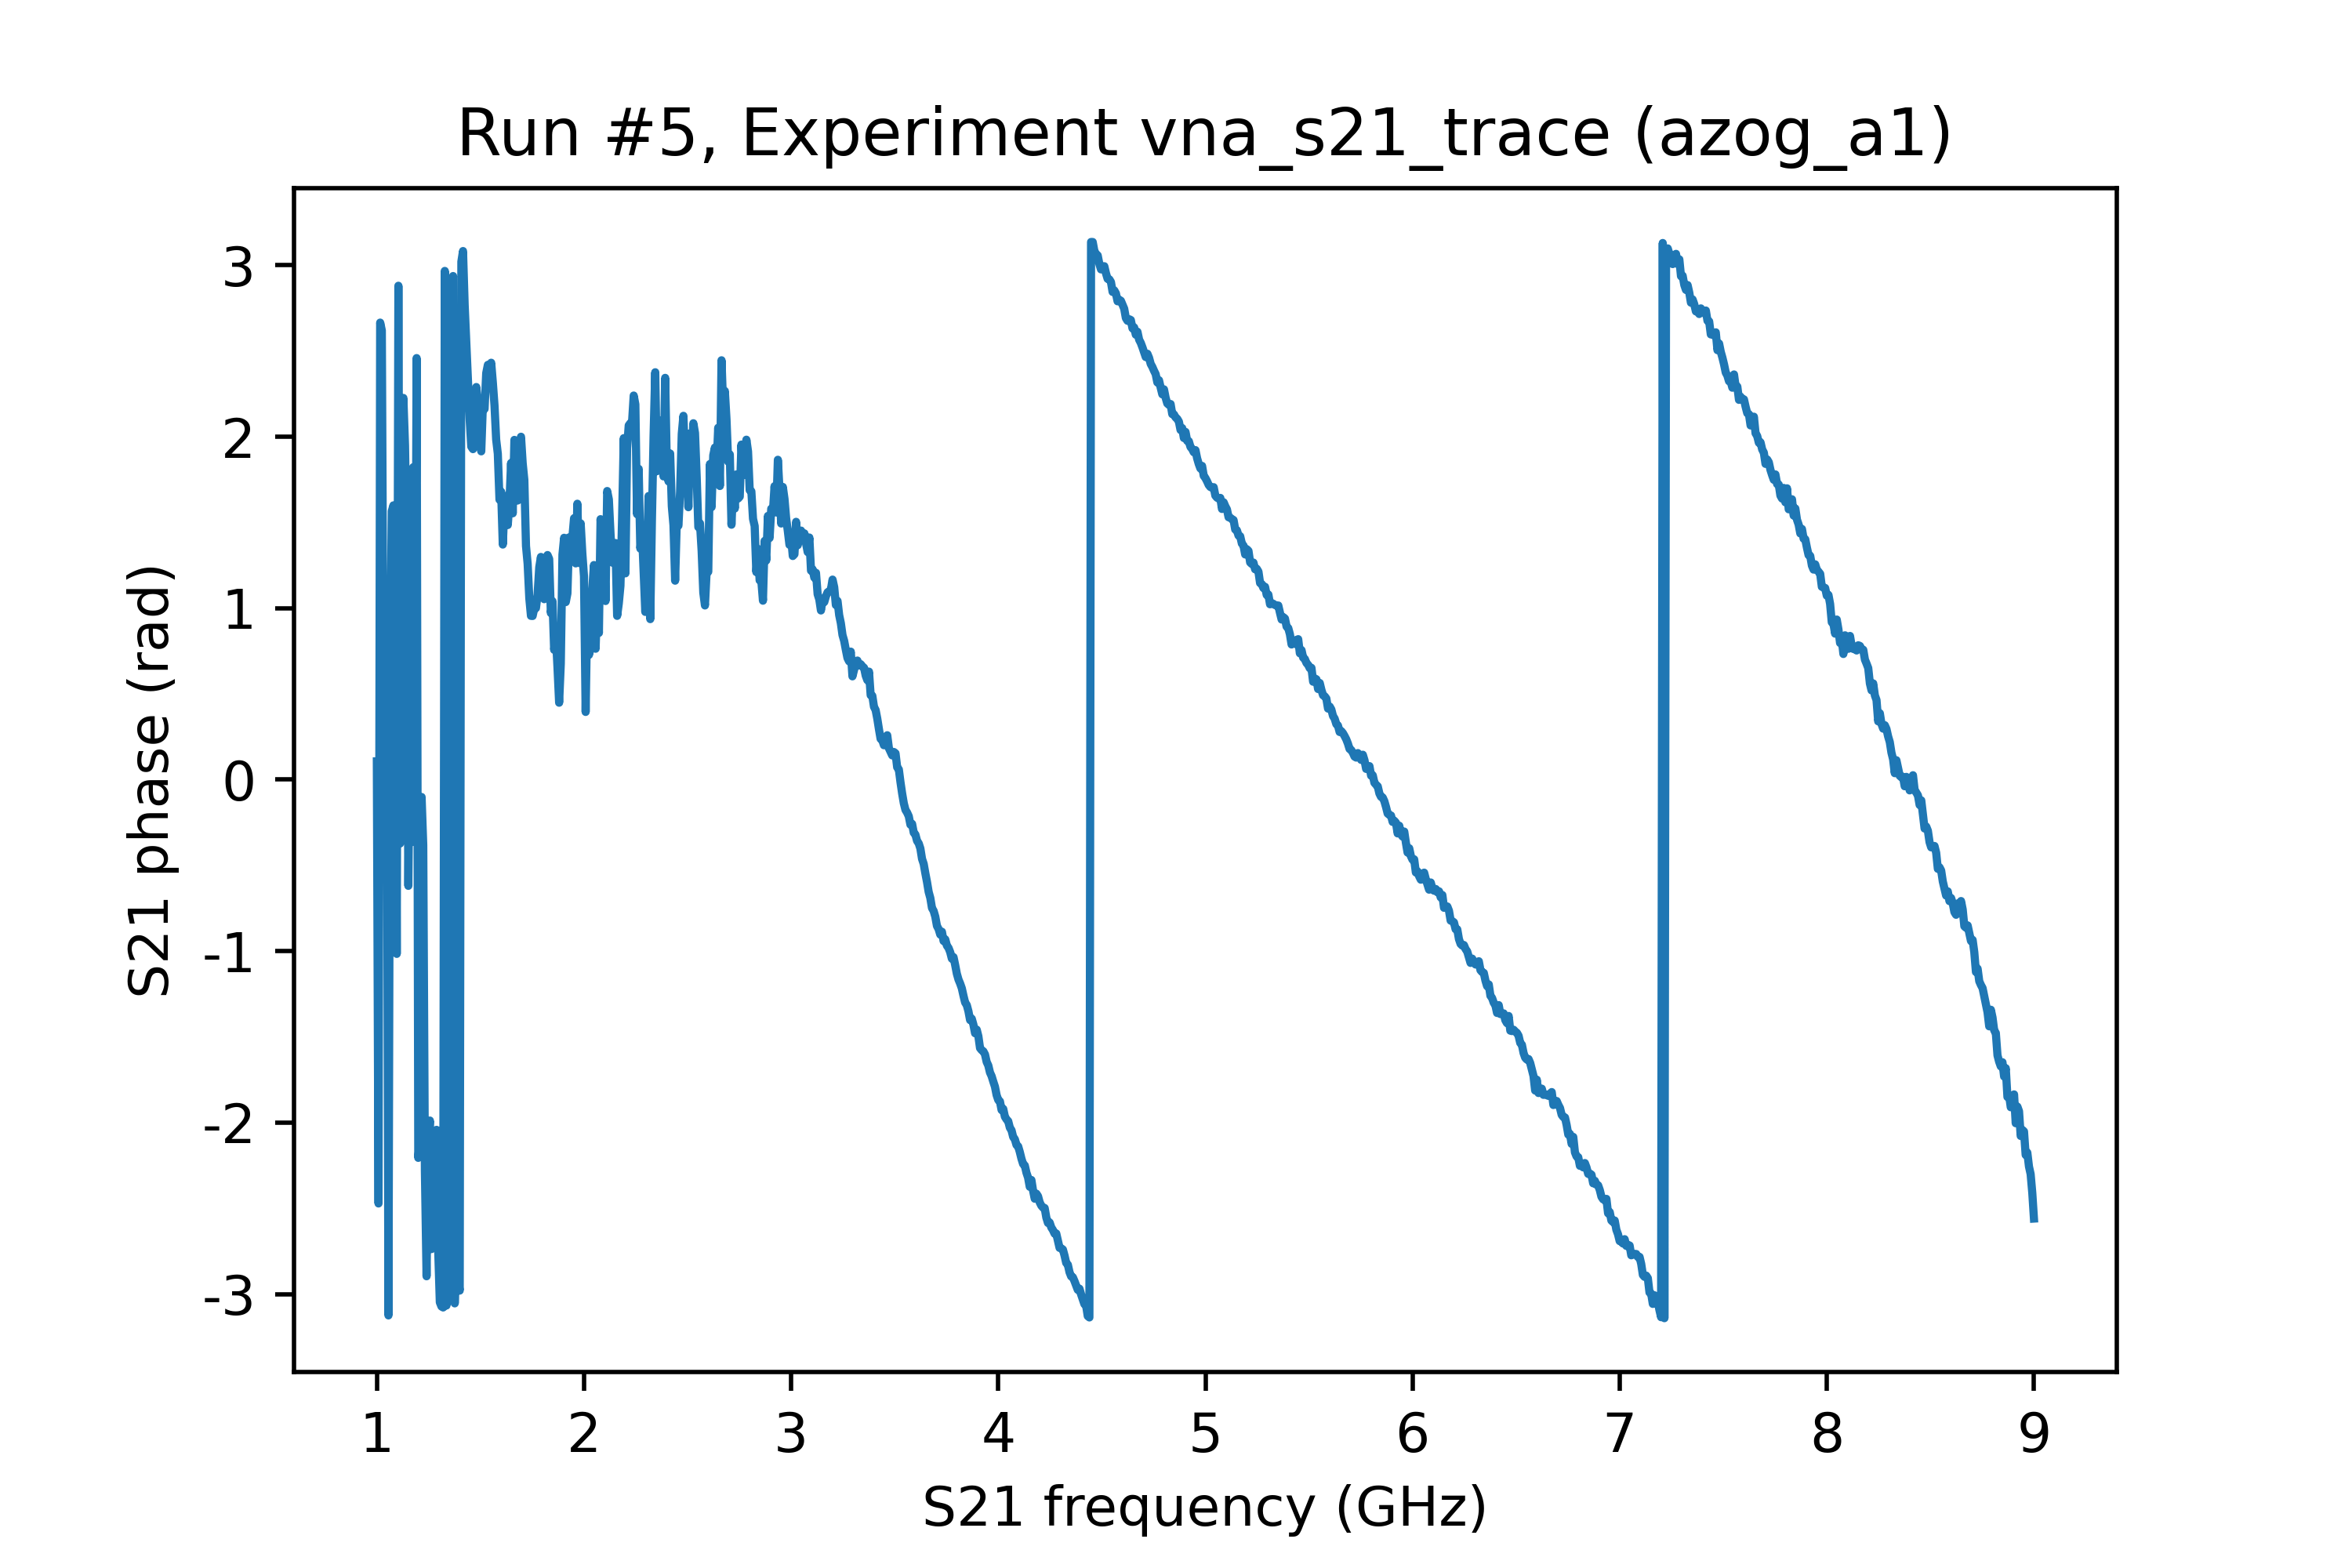 Run #5, Experiment vna_s21_trace (azog_a1)
S21 phase (rad)
3
2
1
0
-1
-2
-3
1 2 3 4 5 6 7 8 9
S21 frequency (GHz)